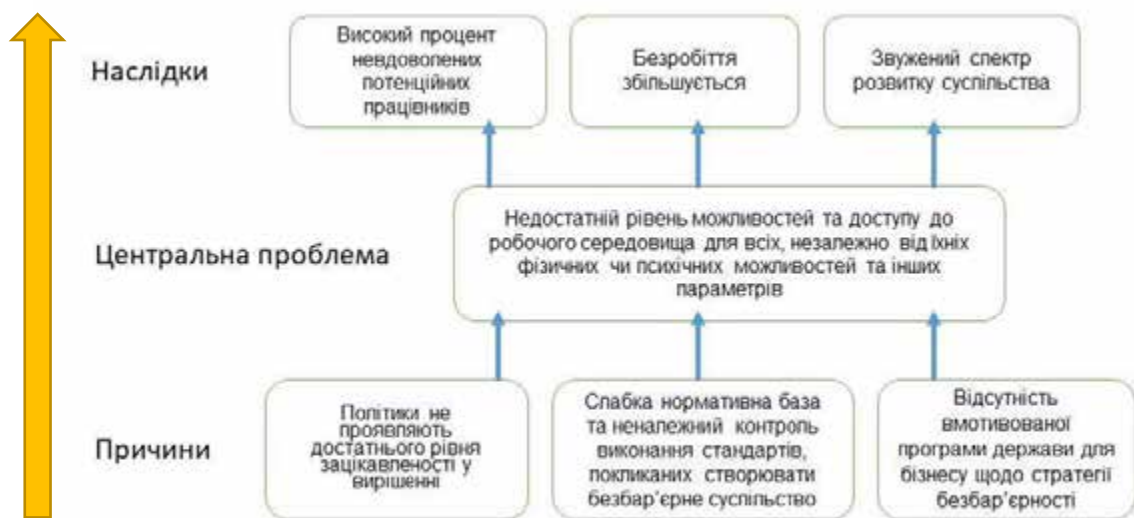 Наслідки
Високий процент
невдоволених
потенційних
працівників
Безробіття
збільшується
Звужений спектр
розвитку суспільства
Центральна проблема
Недостатній рівень можливостей та доступу до
робочого середовища для всіх, незалежно від їхніх
фізичних чи психічних можливостей та інших
параметрів
Причини
Політики не
проявляють
достатнього рівня
зацікавленості у
вирішенні
Слабка нормативна база
та неналежний контроль
виконання стандартів,
покликаних створювати
безбар'єрне суспільство
Відсутність
вмотивованої
програми держави для
бізнесу щодо стратегії
безбар'єрності